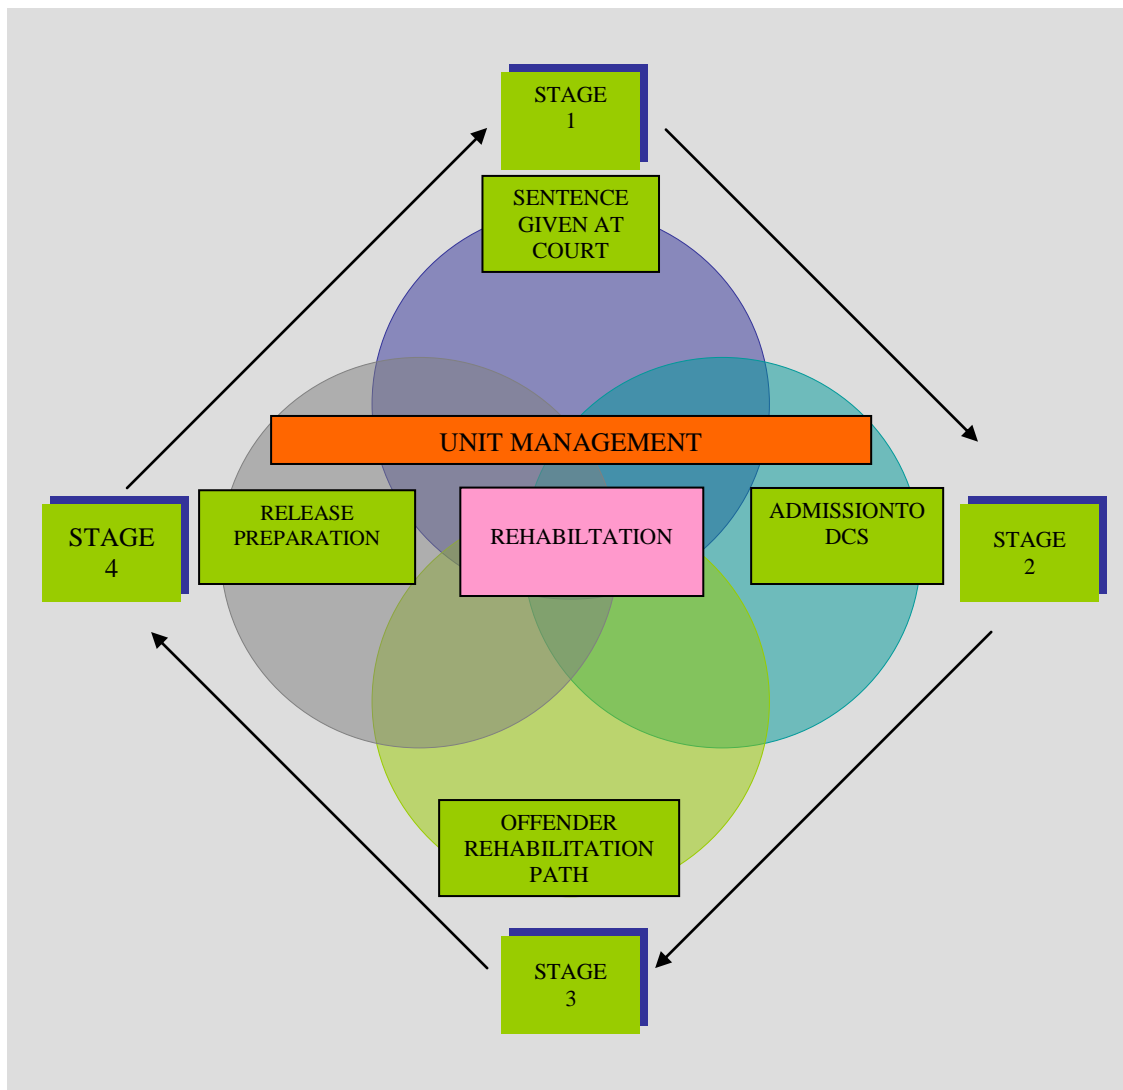 STAGE
1
SENTENCE
GIVEN AT
COURT
UNIT MANAGEMENT
STAGE
4
RELEASE
PREPARATION
REHABILTATION
ADMISSIONTO
DCS
STAGE
2
OFFENDER
REHABILITATION
PATH
STAGE
3